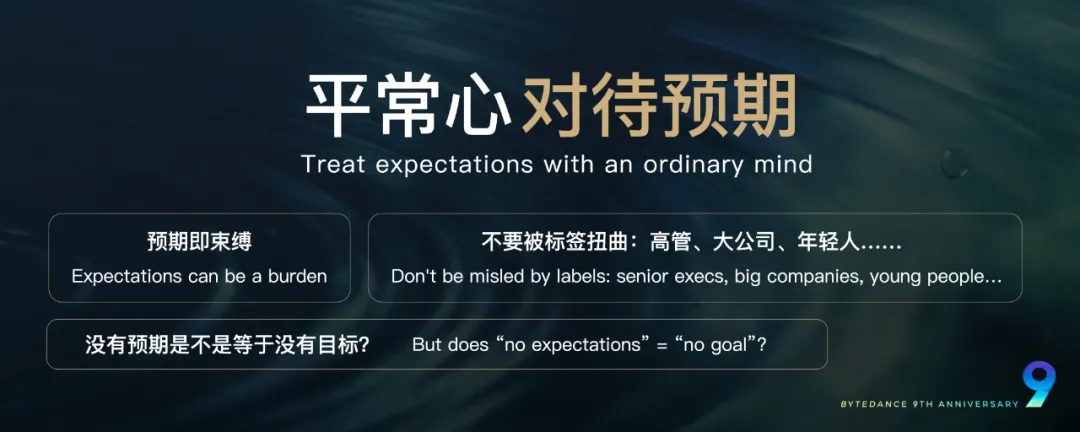 平常心对待预期
Treat expectations with an ordinary mind
预期即束缚
Expectations can be a burden
不要被标签扭曲：高管、大公司、年轻人……
Don't be misled by labels: senior execs, big companies, young people…
没有预期是不是等于没有目标？ But does “no expectations” = “no goal”?
BYTEDANCE 9TH ANNIVERSARY 9